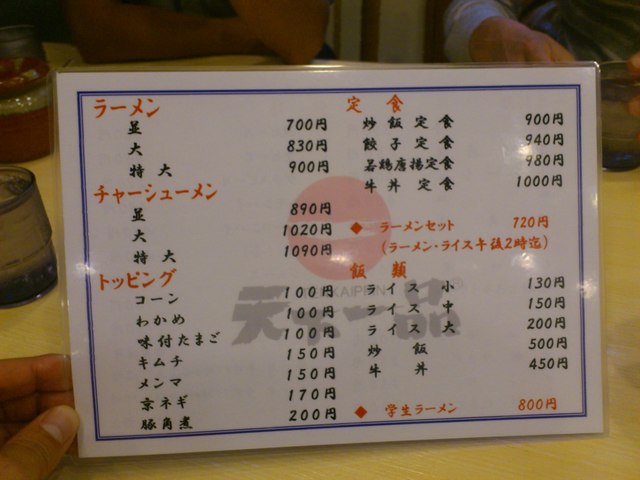 ラーメン
並 700円
大 830円
特大 900円
チャーシューメン
並 890円
大 1020円
特大 1090円
トッピング
コーン 100円
わかめ 100円
味付たまご 100円
キムチ 150円
メンマ 150円
京ネギ 170円
豚角煮 200円
定食
炒飯定食 900円
餃子定食 940円
若鶏唐揚定食 980円
牛丼定食 1000円
◆ ラーメンセット 720円
(ラーメン・ライス午後2時迄)
飯類
ライス小 130円
ライス中 150円
ライス大 200円
炒飯 500円
牛丼 450円
◆ 学生ラーメン 800円
天下一品